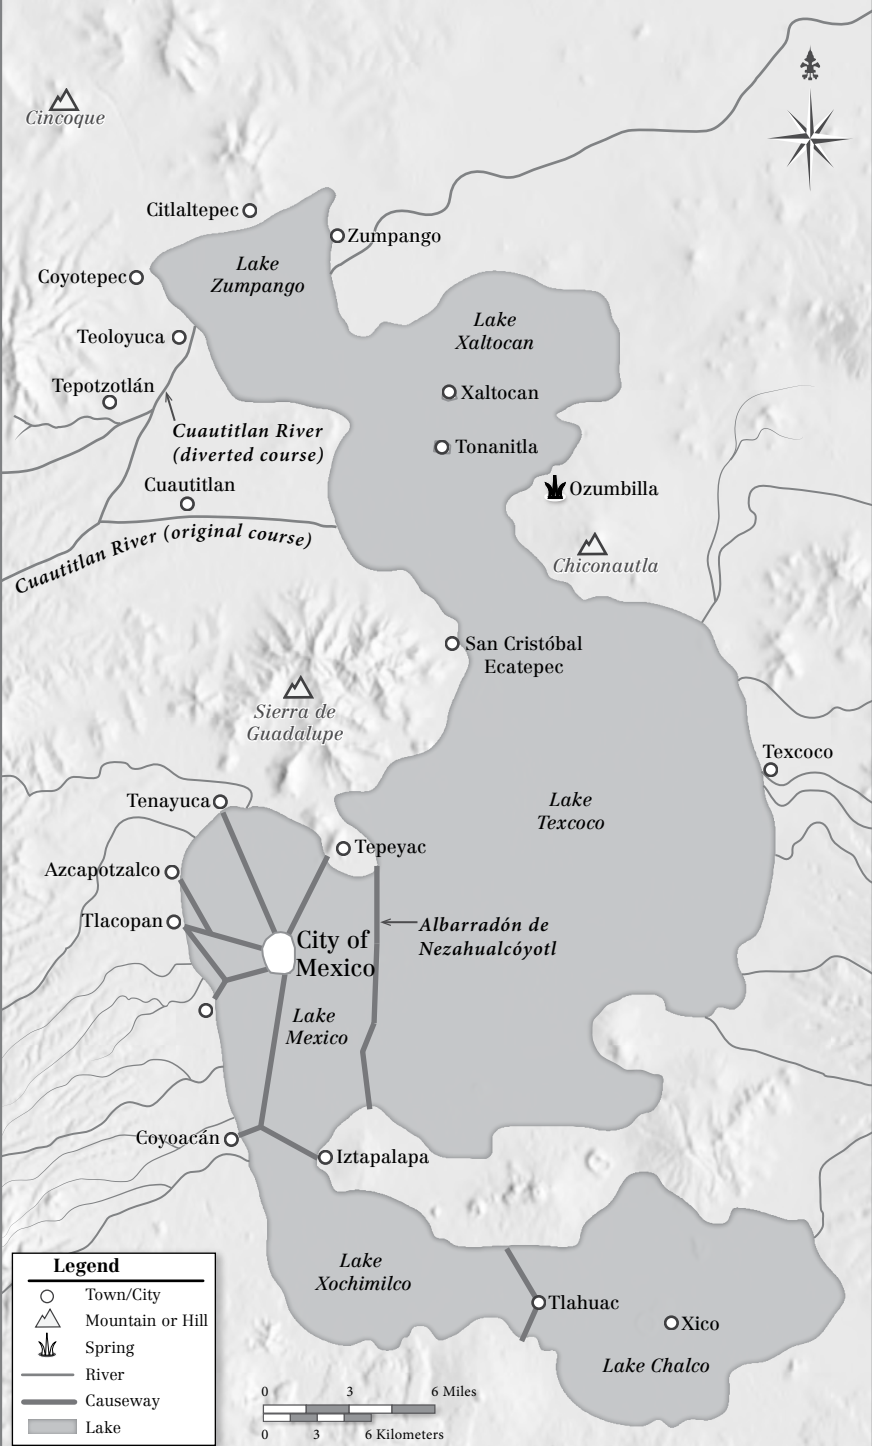 Cincoque
Citlaltepec
Zumpango
Lake
Zumpango
Coyotepec
Lake
Xaltocan
Teoloyuca
Tepotzotlán
Xaltocan
Cuautitlan River
(diverted course)
Tonanitla
Cuautitlan
Ozumbilla
Cuautitlan River (original course)
Chiconautla
San Cristóbal
Ecatepec
Sierra de
Guadalupe
Texcoco
Tenayuca
Lake
Texcoco
Tepeyac
Azcapotzalco
Tlacopan
Albarradón de
Nezahualcóyotl
City of
Mexico
Lake
Mexico
Coyoacán
Iztapalapa
Lake
Xochimilco
Tlahuac
Xico
Lake Chalco
Legend
Town/City
Mountain or Hill
Spring
River
Causeway
Lake
0 3 6 Miles
0 3 6 Kilometers